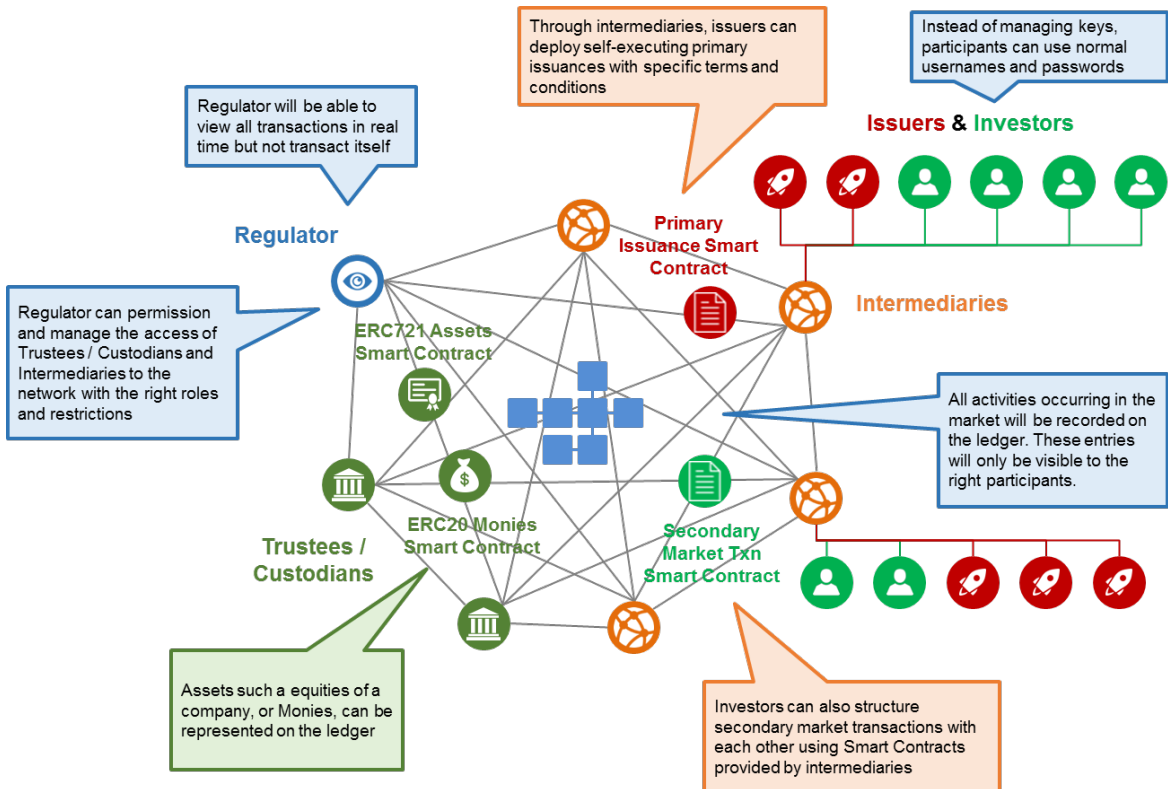 Through intermediaries, issuers can
deploy self-executing primary
issuances with specific terms and
conditions
Instead of managing keys,
participants can use normal
usernames and passwords
Regulator will be able to
view all transactions in real
time but not transact itself
Issuers & Investors
Regulator
Primary
Issuance Smart
Contract
Intermediaries
Regulator can permission
and manage the access of
Trustees / Custodians and
Intermediaries to the
network with the right roles
and restrictions
ERC721 Assets
Smart Contract
All activities occurring in the
market will be recorded on
the ledger. These entries
will only be visible to the
right participants.
$
ERC20 Monies
Smart Contract
Secondary
Market Txn
Smart Contract
Trustees /
Custodians
Assets such a equities of a
company, or Monies, can be
represented on the ledger
Investors can also structure
secondary market transactions with
each other using Smart Contracts
provided by intermediaries